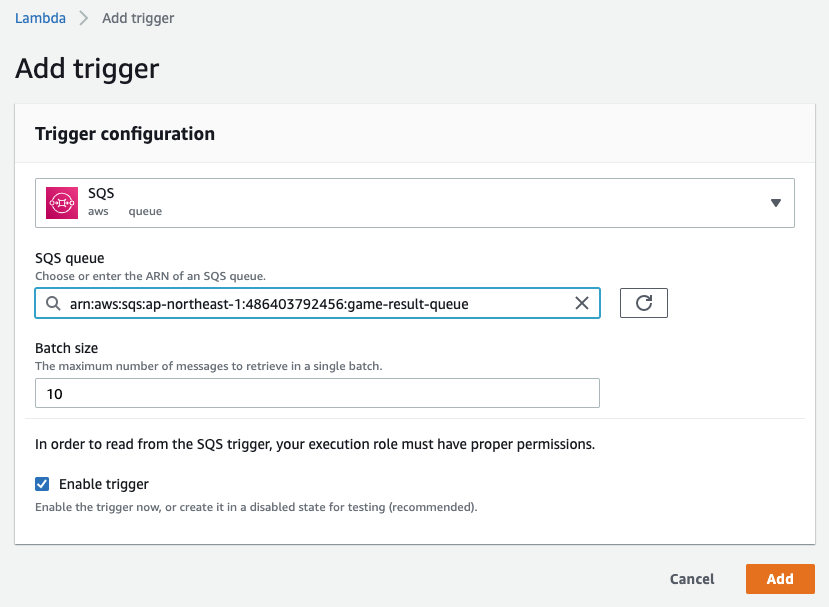 Lambda > Add trigger
Add trigger
Trigger configuration
SQS
aws queue
SQS queue
Choose or enter the ARN of an SQS queue.
arn:aws:sqs:ap-northeast-1:486403792456:game-result-queue
Batch size
The maximum number of messages to retrieve in a single batch.
10
In order to read from the SQS trigger, your execution role must have proper permissions.
Enable trigger
Enable the trigger now, or create it in a disabled state for testing (recommended).
Cancel Add